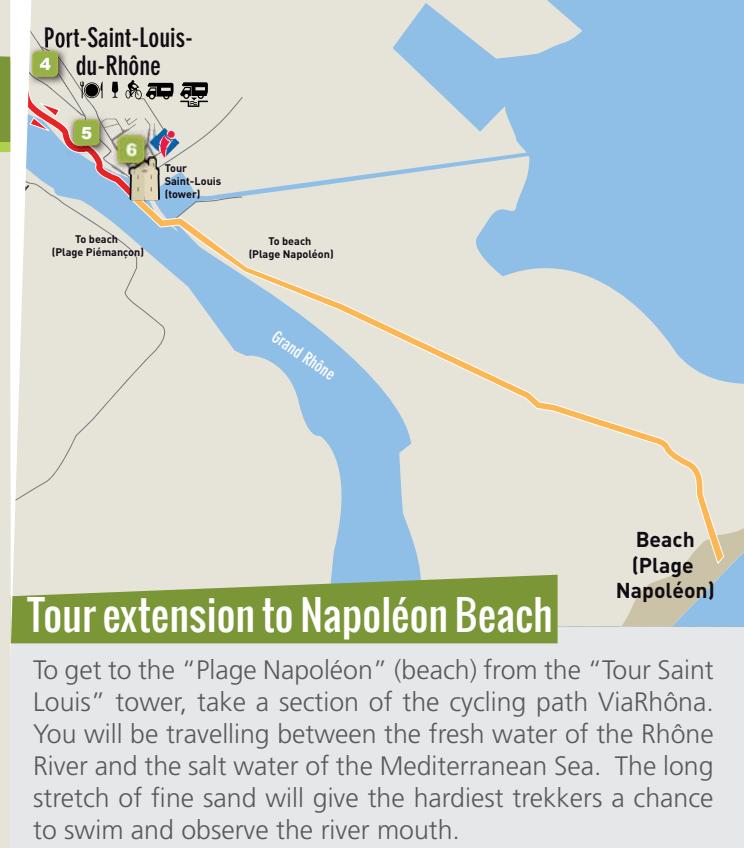 Port-Saint-Louis-
du-Rhône
4
5
6
Tour
Saint-Louis
(tower)
To beach
(Plage Piémançon)
To beach
(Plage Napoléon)
Grand Rhône
Beach
(Plage
Napoléon)
Tour extension to Napoléon Beach
To get to the “Plage Napoléon” (beach) from the “Tour Saint
Louis” tower, take a section of the cycling path ViaRhôna.
You will be travelling between the fresh water of the Rhône
River and the salt water of the Mediterranean Sea.  The long
stretch of fine sand will give the hardiest trekkers a chance
to swim and observe the river mouth.